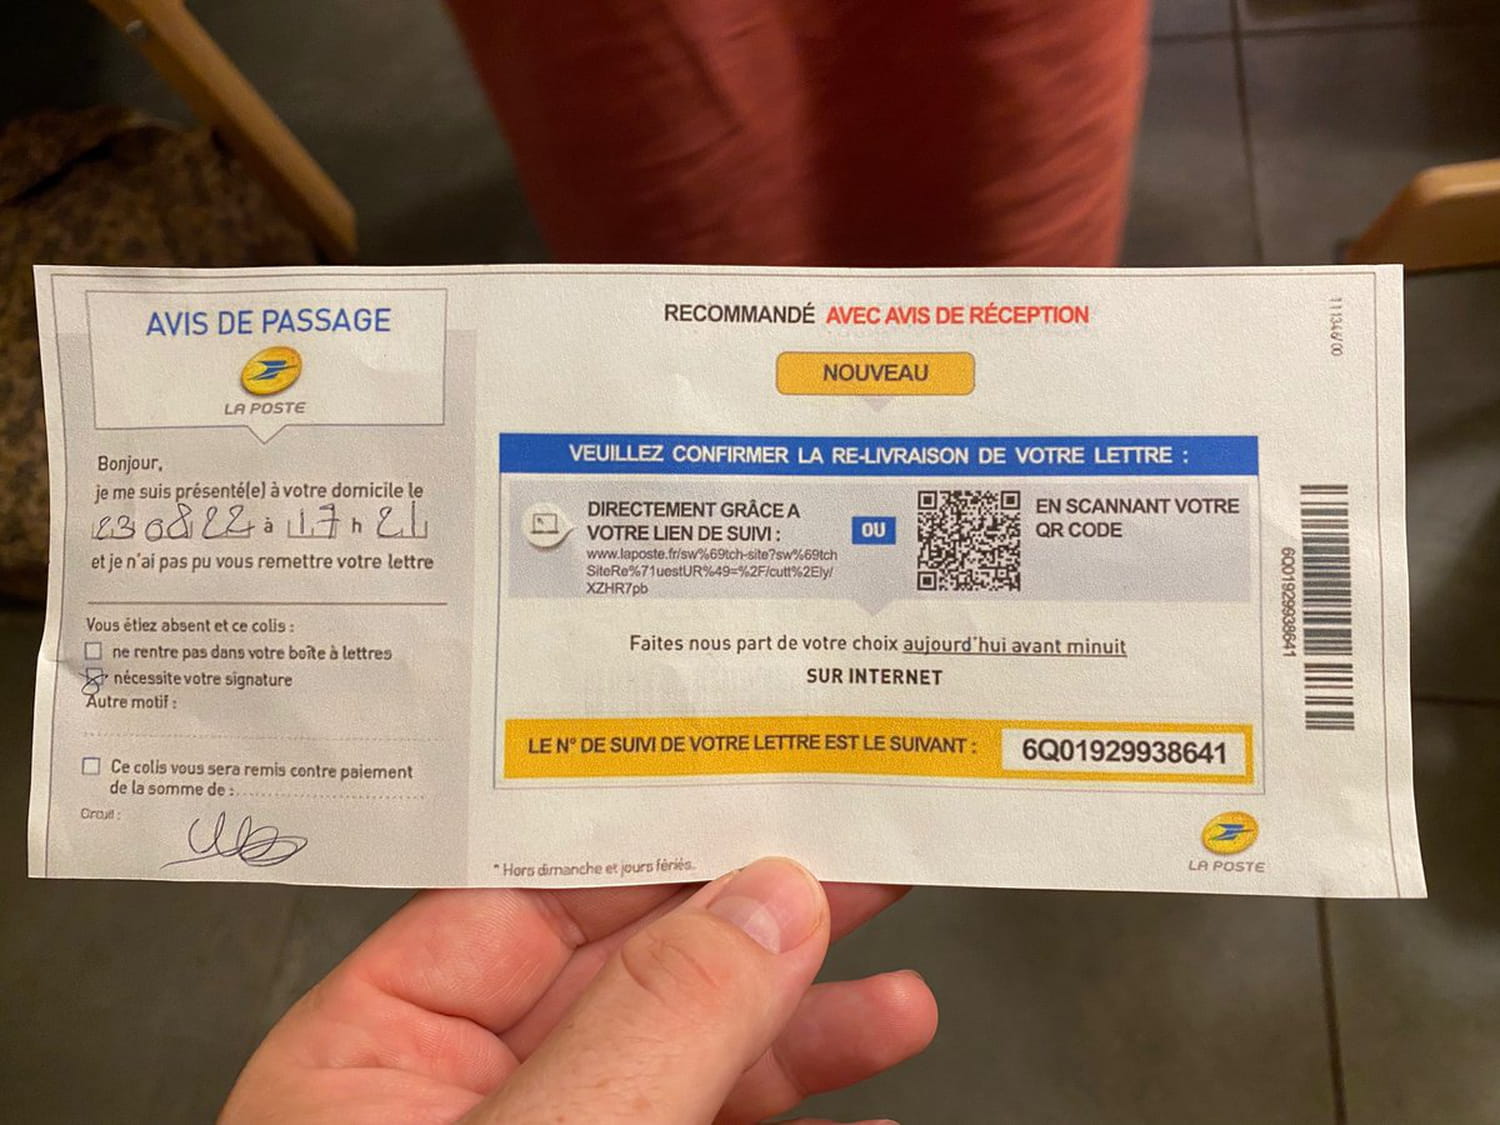 AVIS DE PASSAGE
LA POSTE
Bonjour,
je me suis présenté(e) à votre domicile le
230822 à 17 h 21
et je n'ai pas pu vous remettre votre lettre
Vous étiez absent et ce colis :
ne rentre pas dans votre boîte à lettres
nécessite votre signature
Autre motif :
Ce colis vous sera remis contre paiement
de la somme de :
Circuit :
RECOMMANDÉ AVEC AVIS DE RÉCEPTION
NOUVEAU
VEUILLEZ CONFIRMER LA RE-LIVRAISON DE VOTRE LETTRE :
DIRECTEMENT GRÂCE A
VOTRE LIEN DE SUIVI :
www.laposte.fr/sw%69tch-site?sw%69tch
SiteRe%71uestUR%49=%2F/cutt%2Ely/
XZHR7pb
OU
EN SCANNANT VOTRE
QR CODE
Faites nous part de votre choix aujourd'hui avant minuit
SUR INTERNET
LE N° DE SUIVI DE VOTRE LETTRE EST LE SUIVANT :
6Q01929938641
* Hors dimanche et jours fériés.
LA POSTE
111346/00
6Q01929938641